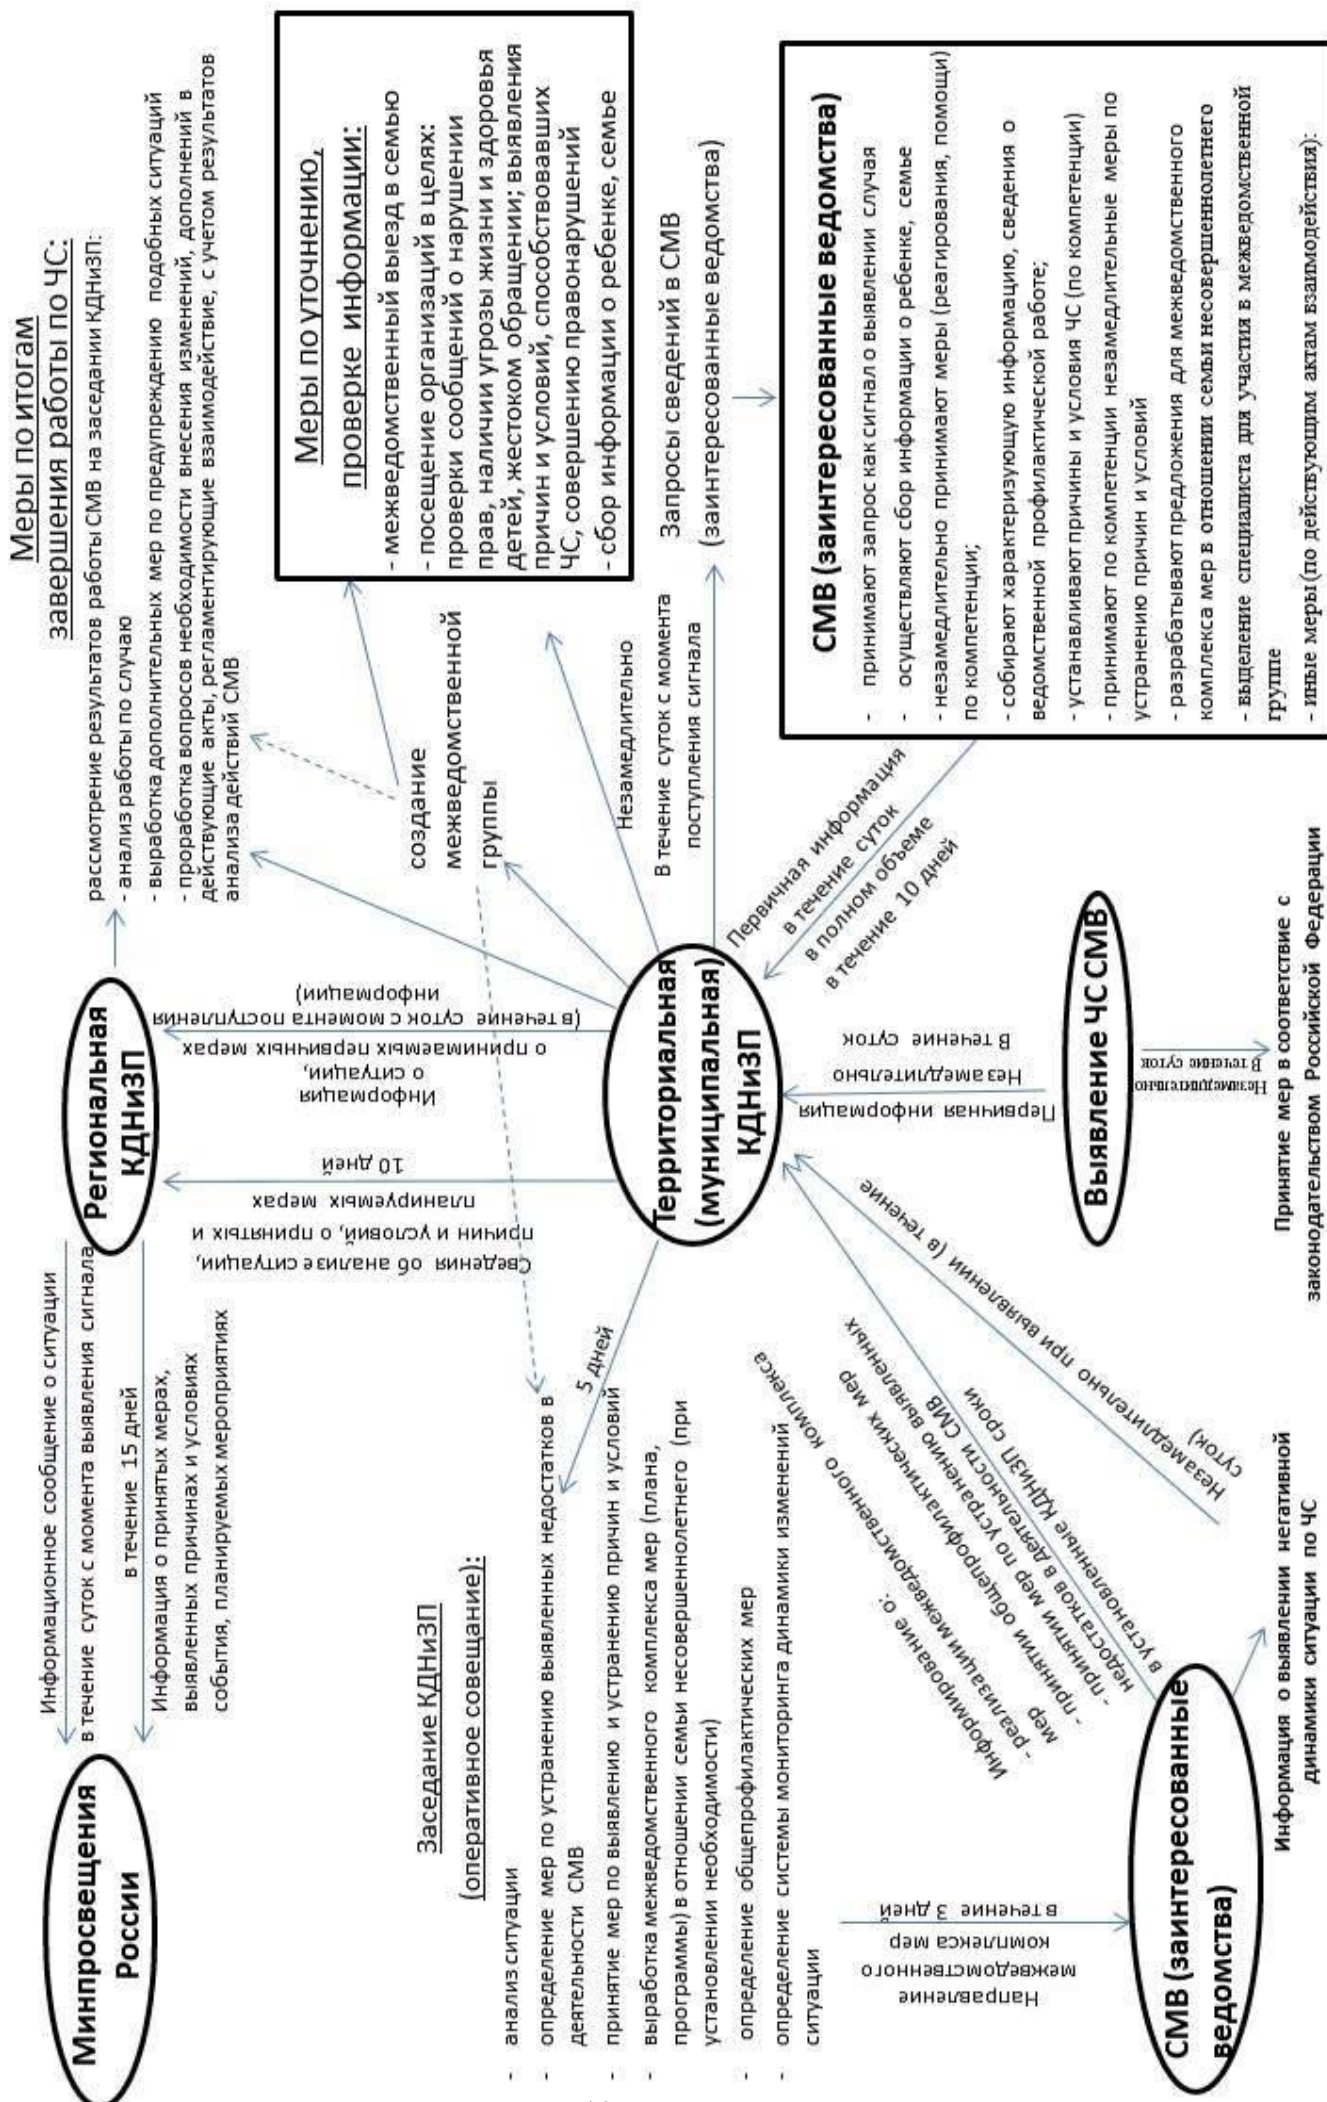 Минпросвещения
России
Информационное сообщение о ситуации
в течение суток с момента выявления сигнала
в течение 15 дней
Информация о принятых мерах,
выявленных причинах и условиях
события, планируемых мероприятиях
Региональная
КДНиЗП
Меры по итогам
завершения работы по ЧС:
рассмотрение результатов работы СМВ на заседании КДНиЗП:
- анализ работы по случаю
- выработка дополнительных мер по предупреждению подобных ситуаций
- проработка вопросов необходимости внесения изменений, дополнений в
действующие акты, регламентирующие взаимодействие, с учетом результатов
анализа действий СМВ
Сведения об анализе ситуации,
причин и условий, о принятых и
планируемых мерах
10 дней
Информация
о ситуации,
о принимаемых первичных мерах
(в течение суток с момента поступления
информации)
создание
межведомственной
группы
Меры по уточнению,
проверке информации:
- межведомственный выезд в семью
- посещение организаций в целях:
проверки сообщений о нарушении
прав, наличии угрозы жизни и здоровья
детей, жестоком обращении; выявления
причин и условий, способствовавших
ЧС, совершению правонарушений
- сбор информации о ребенке, семье
Заседание КДНиЗП
(оперативное совещание):
- анализ ситуации
- определение мер по устранению выявленных недостатков в
деятельности СМВ
- принятие мер по выявлению и устранению причин и условий
- выработка межведомственного комплекса мер (плана,
программы) в отношении семьи несовершеннолетнего (при
установлении необходимости)
- определение общепрофилактических мер
- определение системы мониторинга динамики изменений
ситуации
5 дней
Территориальная
(муниципальная)
КДНиЗП
Незамедлительно
В течение суток с момента
поступления сигнала
Запросы сведений в СМВ
(заинтересованные ведомства)
СМВ (заинтересованные ведомства)
- принимают запрос как сигнал о выявлении случая
- осуществляют сбор информации о ребенке, семье
- незамедлительно принимают меры (реагирования, помощи)
по компетенции;
- собирают характеризующую информацию, сведения о
ведомственной профилактической работе;
- устанавливают причины и условия ЧС (по компетенции)
- принимают по компетенции незамедлительные меры по
устранению причин и условий
- разрабатывают предложения для межведомственного
комплекса мер в отношении семьи несовершеннолетнего
- выделение специалиста для участия в межведомственной
группе
- иные меры (по действующим актам взаимодействия):
Первичная информация
в течение суток
в полном объеме
в течение 10 дней
Первичная информация
Незамедлительно
В течение суток
Выявление ЧС СМВ
Незамедлительно
В течение суток
Принятие мер в соответствие с
законодательством Российской Федерации
Направление
межведомственного
комплекса мер
в течение 3 дней
СМВ (заинтересованные
ведомства)
Информирование о:
- реализации межведомственного комплекса
мер
- принятии общепрофилактических мер
- принятии мер по устранению выявленных
недостатков в деятельности СМВ
в установленные КДНиЗП сроки
Незамедлительно при выявлении (в течение
суток)
Информация о выявлении негативной
динамики ситуации по ЧС